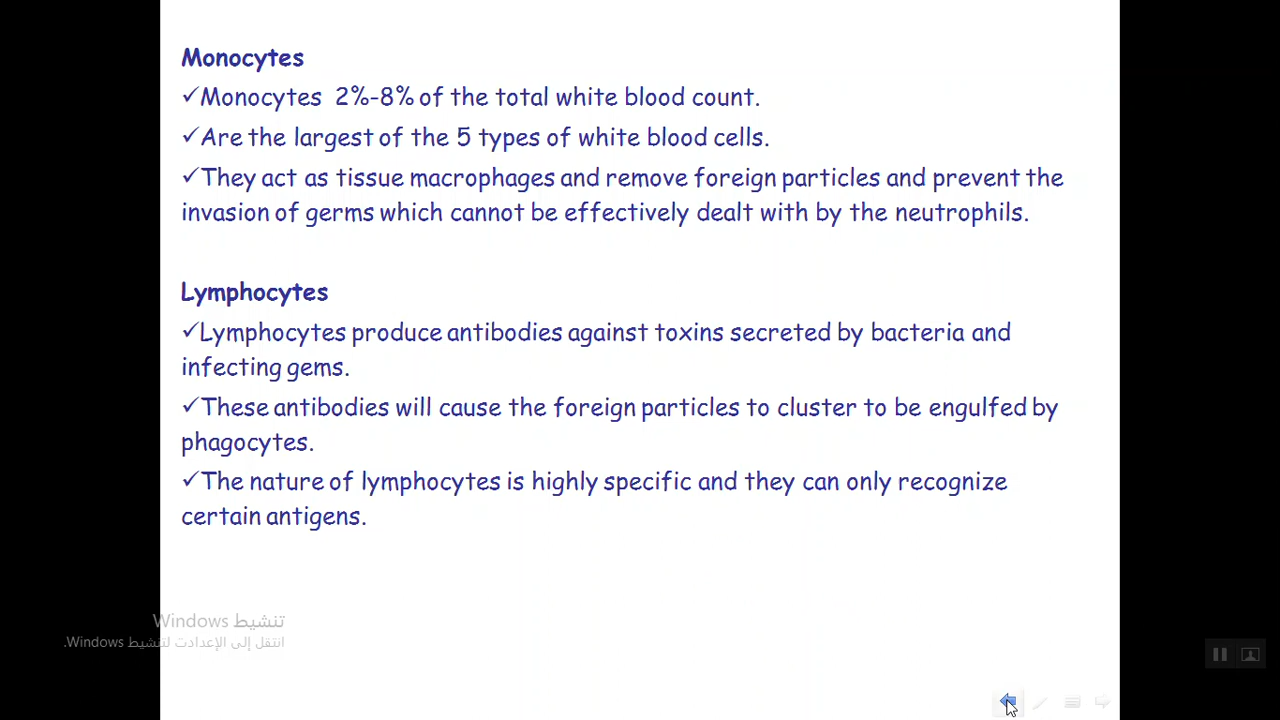 Monocytes
✓Monocytes 2%-8% of the total white blood count.
✓Are the largest of the 5 types of white blood cells.
✓They act as tissue macrophages and remove foreign particles and prevent the
invasion of germs which cannot be effectively dealt with by the neutrophils.
Lymphocytes
✓Lymphocytes produce antibodies against toxins secreted by bacteria and
infecting gems.
✓These antibodies will cause the foreign particles to cluster to be engulfed by
phagocytes.
✓The nature of lymphocytes is highly specific and they can only recognize
certain antigens.
تنشيط Windows
انتقل إلى الإعدادت لتنشيط Windows.